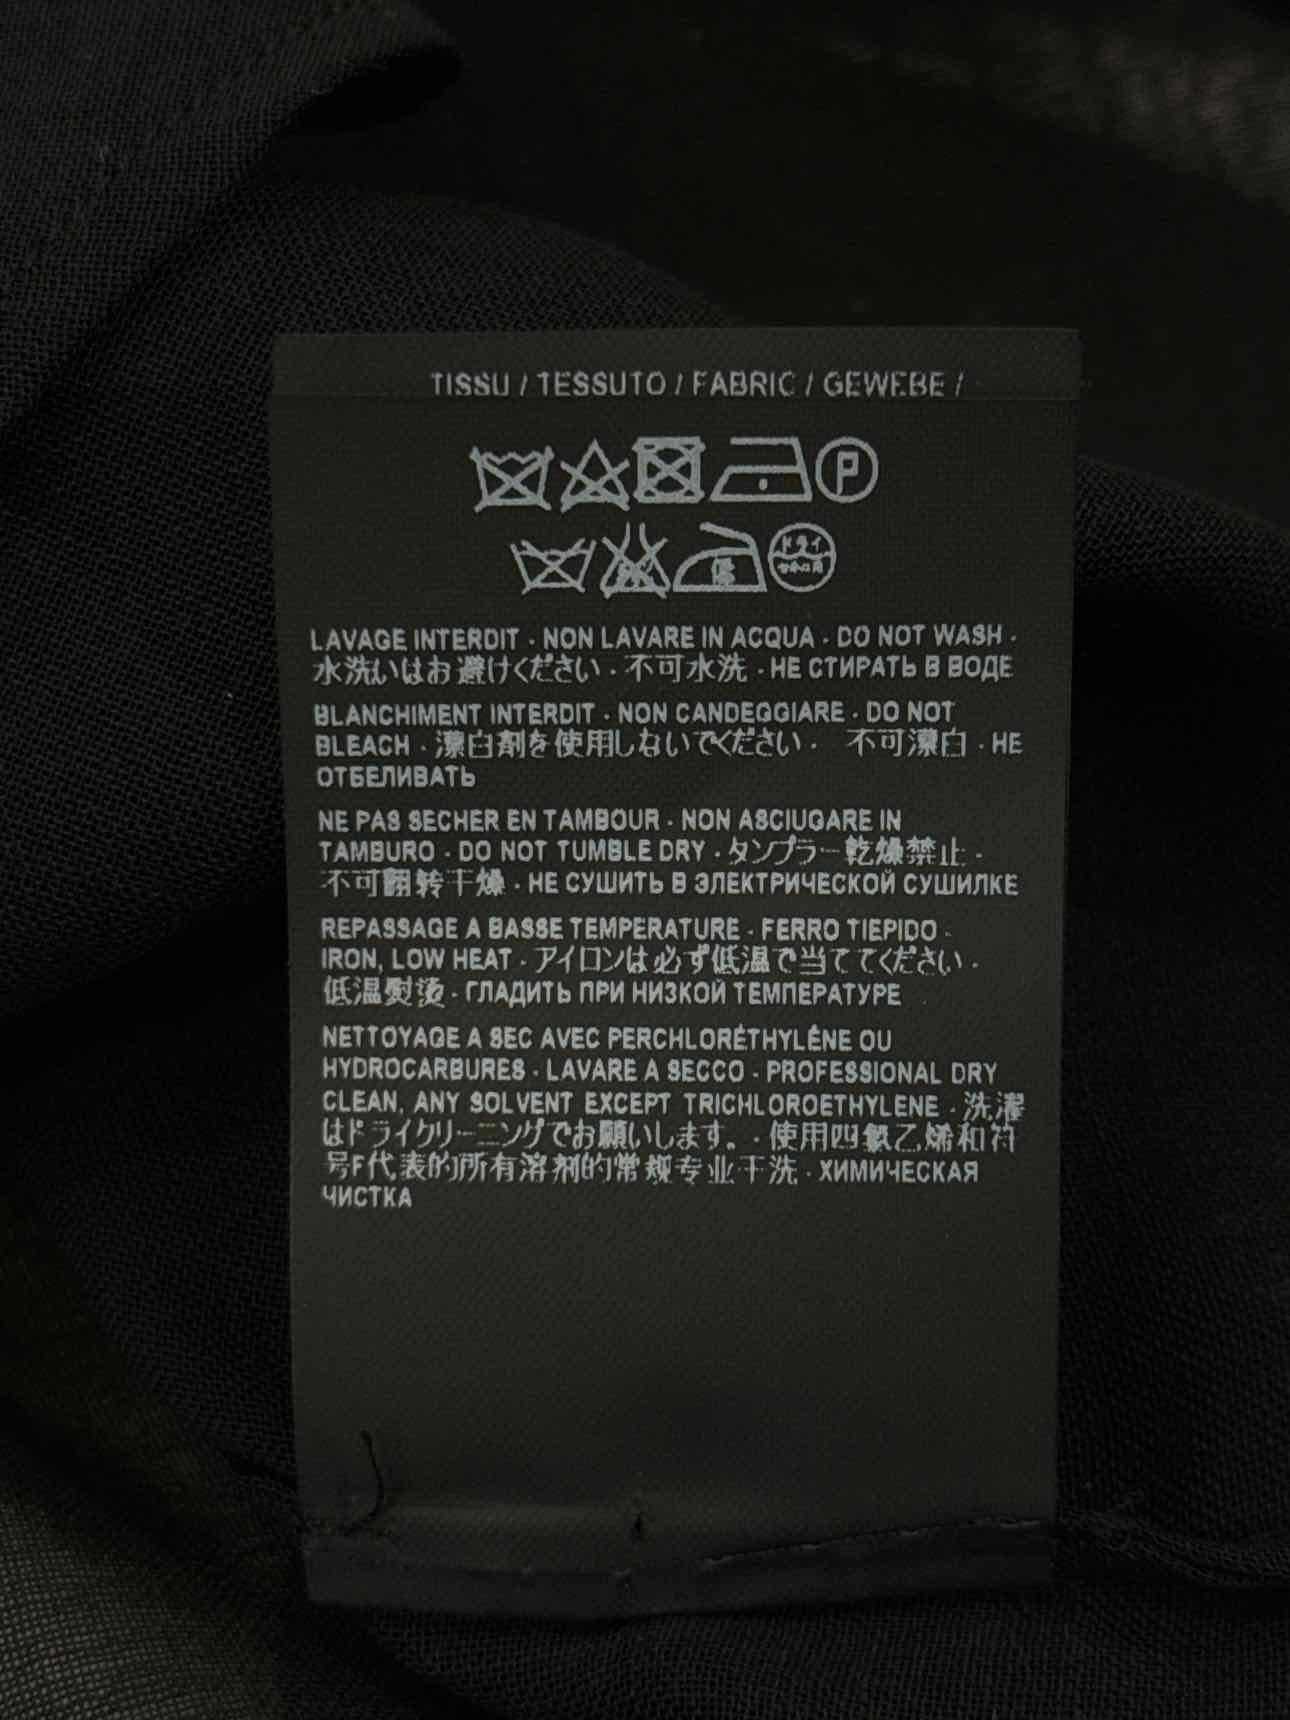 TISSU / TESSUTO / FABRIC / GEWEBE /
P
ドライ
LAVAGE INTERDIT - NON LAVARE IN ACQUA - DO NOT WASH -
水洗いはお避けください - 不可水洗 - НЕ СТИРАТЬ В ВОДЕ
BLANCHIMENT INTERDIT - NON CANDEGGIARE - DO NOT
BLEACH - 漂白剤を使用しないでください - 不可漂白 - НЕ
ОТБЕЛИВАТЬ
NE PAS SECHER EN TAMBOUR - NON ASCIUGARE IN
TAMBURO - DO NOT TUMBLE DRY - タンブラー乾燥禁止 -
不可翻转干燥 - НЕ СУШИТЬ В ЭЛЕКТРИЧЕСКОЙ СУШИЛКЕ
REPASSAGE A BASSE TEMPERATURE - FERRO TIEPIDO -
IRON, LOW HEAT - アイロンは必ず低温で当ててください -
低温熨烫 - ГЛАДИТЬ ПРИ НИЗКОЙ ТЕМПЕРАТУРЕ
NETTOYAGE A SEC AVEC PERCHLORÉTHYLÉNE OU
HYDROCARBURES - LAVARE A SECCO - PROFESSIONAL DRY
CLEAN, ANY SOLVENT EXCEPT TRICHLOROETHYLENE - 洗濯
はドライクリーニングでお願いします。 - 使用四氯乙烯和符
号F代表的所有溶剂的常规专业干洗 - ХИМИЧЕСКАЯ
ЧИСТКА